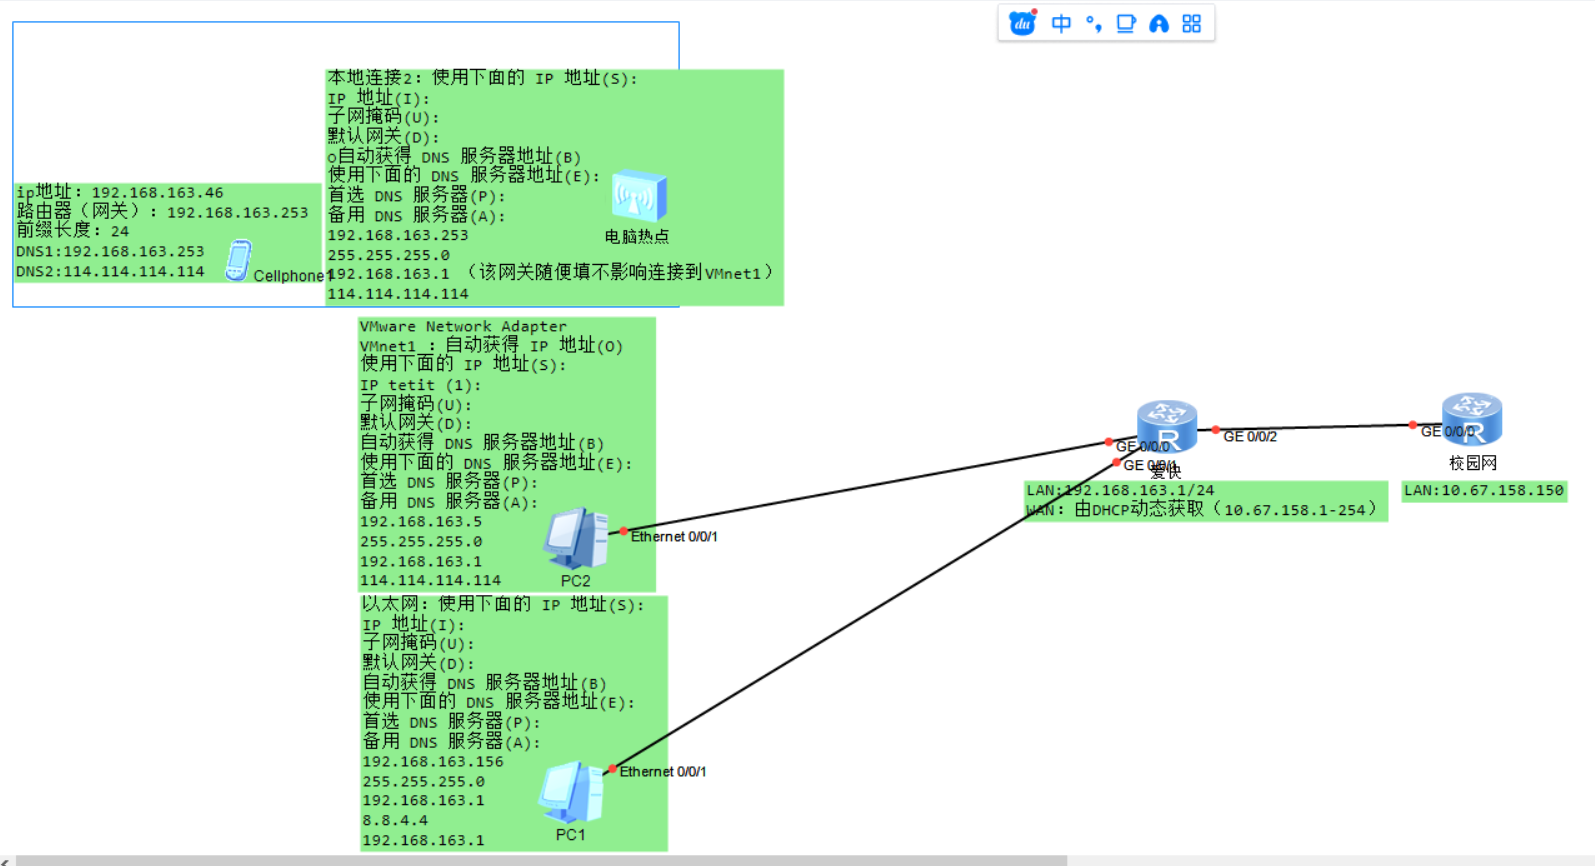 du 中
本地连接2：使用下面的 IP 地址(S):
IP 地址(I):
子网掩码(U):
默认网关(D):
o自动获得 DNS 服务器地址(B)
使用下面的 DNS 服务器地址(E):
首选 DNS 服务器(P):
备用 DNS 服务器(A):
192.168.163.253
255.255.255.0
192.168.163.1 （该网关随便填不影响连接到VMnet1）
114.114.114.114
电脑热点
ip地址：192.168.163.46
路由器（网关）：192.168.163.253
前缀长度：24
DNS1:192.168.163.253
DNS2:114.114.114.114
Cellphone1
VMware Network Adapter
VMnet1 ：自动获得 IP 地址(O)
使用下面的 IP 地址(S):
IP tetit (1):
子网掩码(U):
默认网关(D):
自动获得 DNS 服务器地址(B)
使用下面的 DNS 服务器地址(E):
首选 DNS 服务器(P):
备用 DNS 服务器(A):
192.168.163.5
255.255.255.0
192.168.163.1
114.114.114.114
PC2
Ethernet 0/0/1
以太网：使用下面的 IP 地址(S):
IP 地址(I):
子网掩码(U):
默认网关(D):
自动获得 DNS 服务器地址(B)
使用下面的 DNS 服务器地址(E):
首选 DNS 服务器(P):
备用 DNS 服务器(A):
192.168.163.156
255.255.255.0
192.168.163.1
8.8.4.4
192.168.163.1
PC1
Ethernet 0/0/1
R
GE 0/0/0
GE 0/0/1
GE 0/0/2
爱快
LAN:192.168.163.1/24
WAN：由DHCP动态获取（10.67.158.1-254）
R
GE 0/0/0
校园网
LAN:10.67.158.150